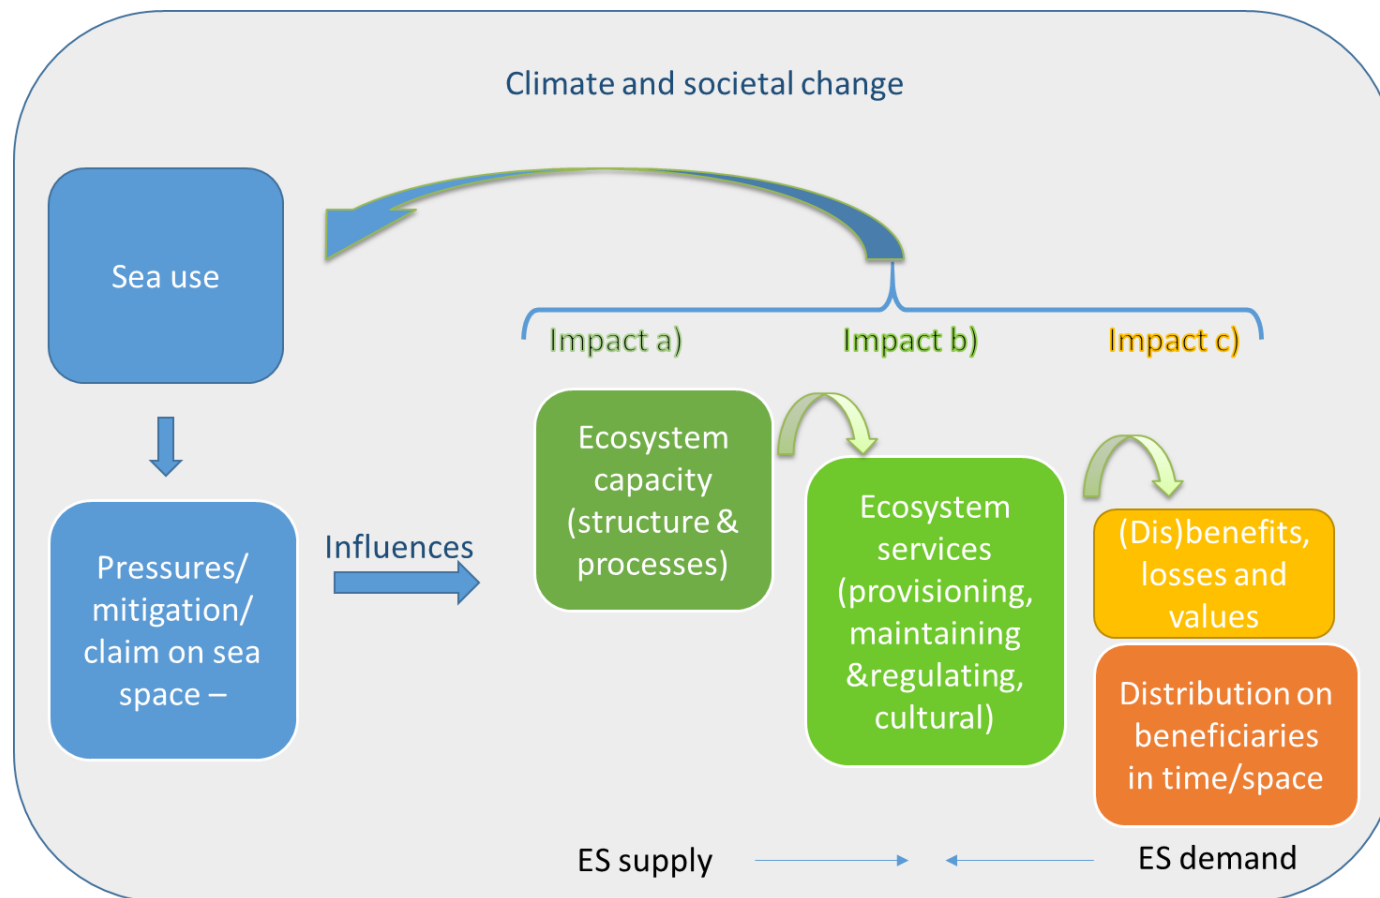 Climate and societal change
Sea use
Impact a)
Impact b)
Impact c)
Pressures/
mitigation/
claim on sea
space –
Influences
Ecosystem
capacity
(structure &
processes)
Ecosystem
services
(provisioning,
maintaining
&regulating,
cultural)
(Dis)benefits,
losses and
values
Distribution on
beneficiaries
in time/space
ES supply
ES demand